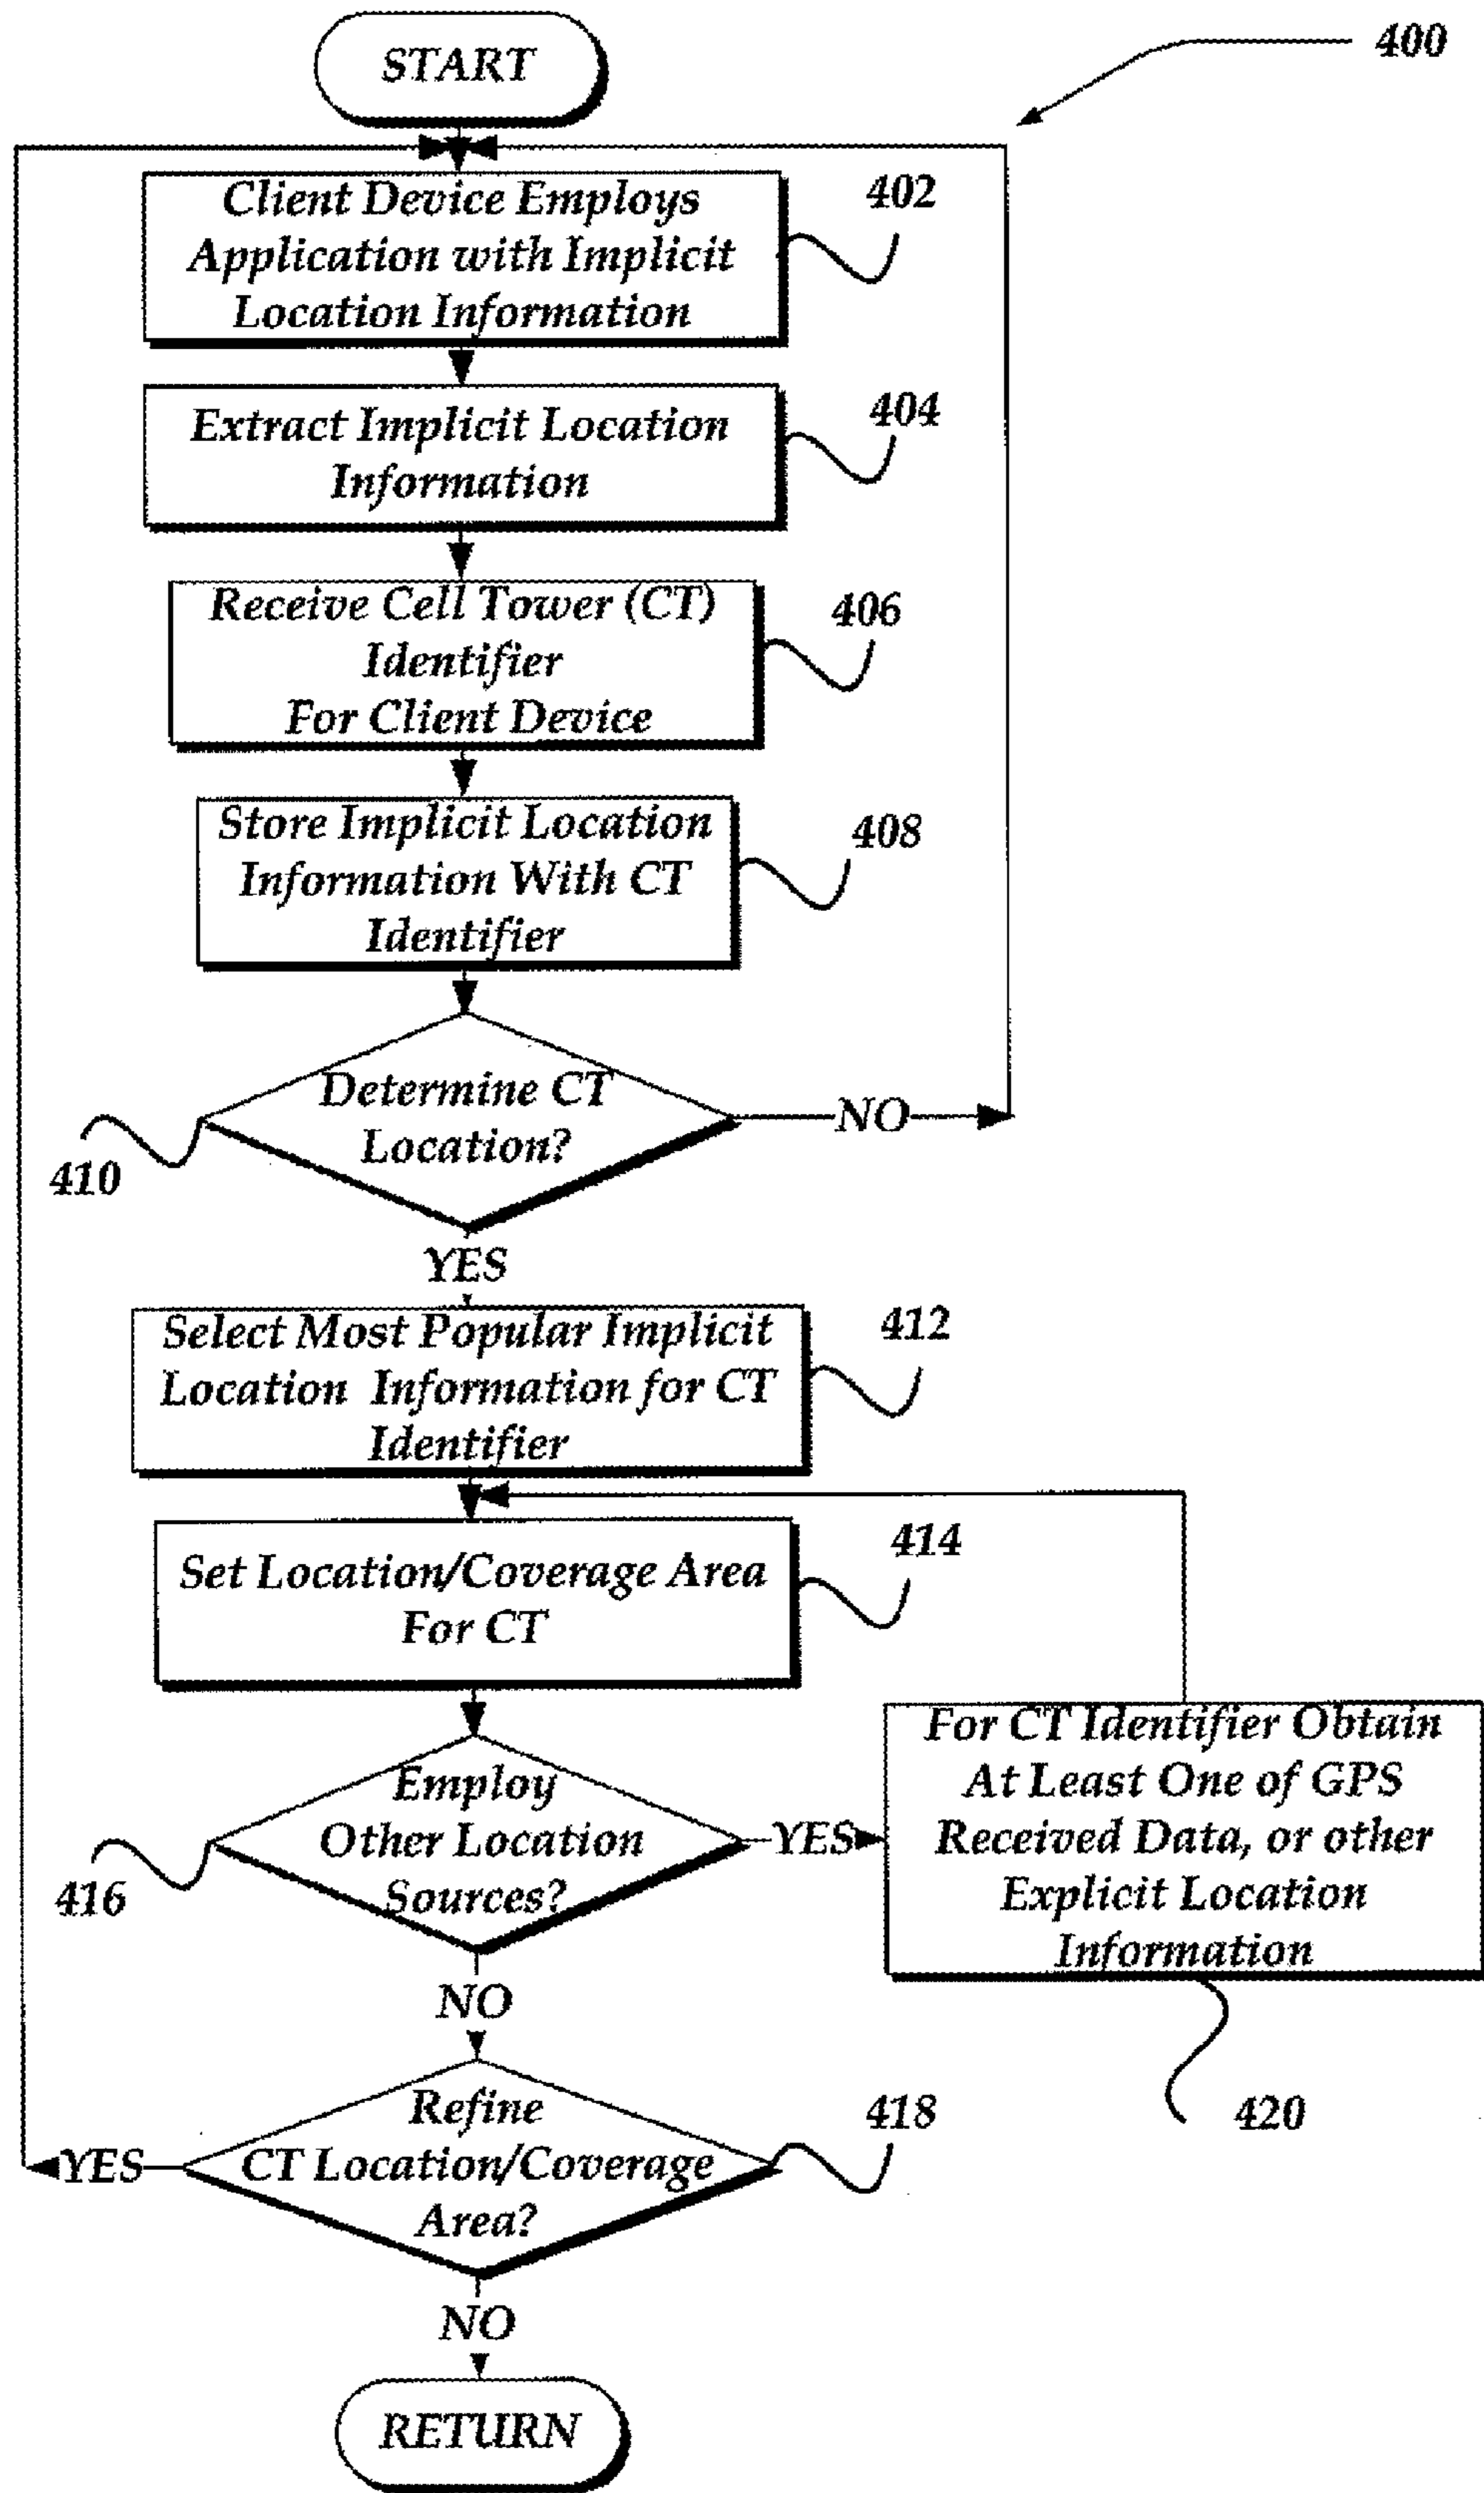 START
400
Client Device Employs
Application with Implicit
Location Information
402
Extract Implicit Location
Information
404
Receive Cell Tower (CT)
Identifier
For Client Device
406
Store Implicit Location
Information With CT
Identifier
408
Determine CT
Location?
NO
410
YES
Select Most Popular Implicit
Location Information for CT
Identifier
412
Set Location/Coverage Area
For CT
414
Employ
Other Location
Sources?
YES
416
For CT Identifier Obtain
At Least One of GPS
Received Data, or other
Explicit Location
Information
420
NO
Refine
CT Location/Coverage
Area?
418
YES
NO
RETURN